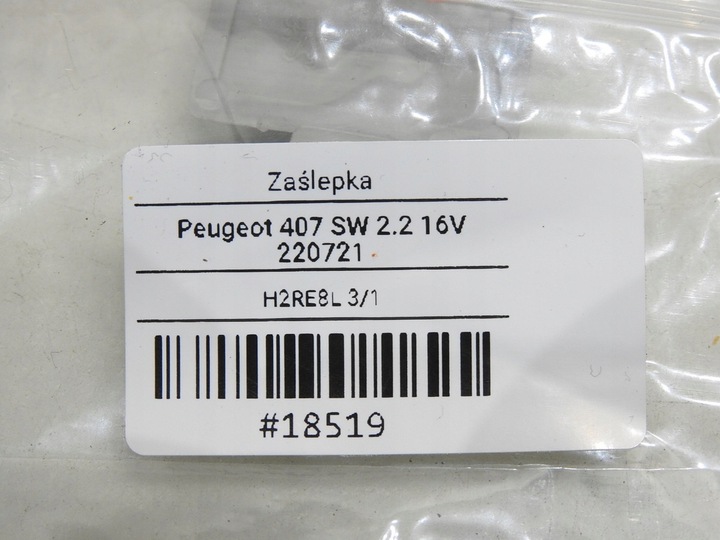 Zaślepka
Peugeot 407 SW 2.2 16V
220721
H2RE8L 3/1
#18519